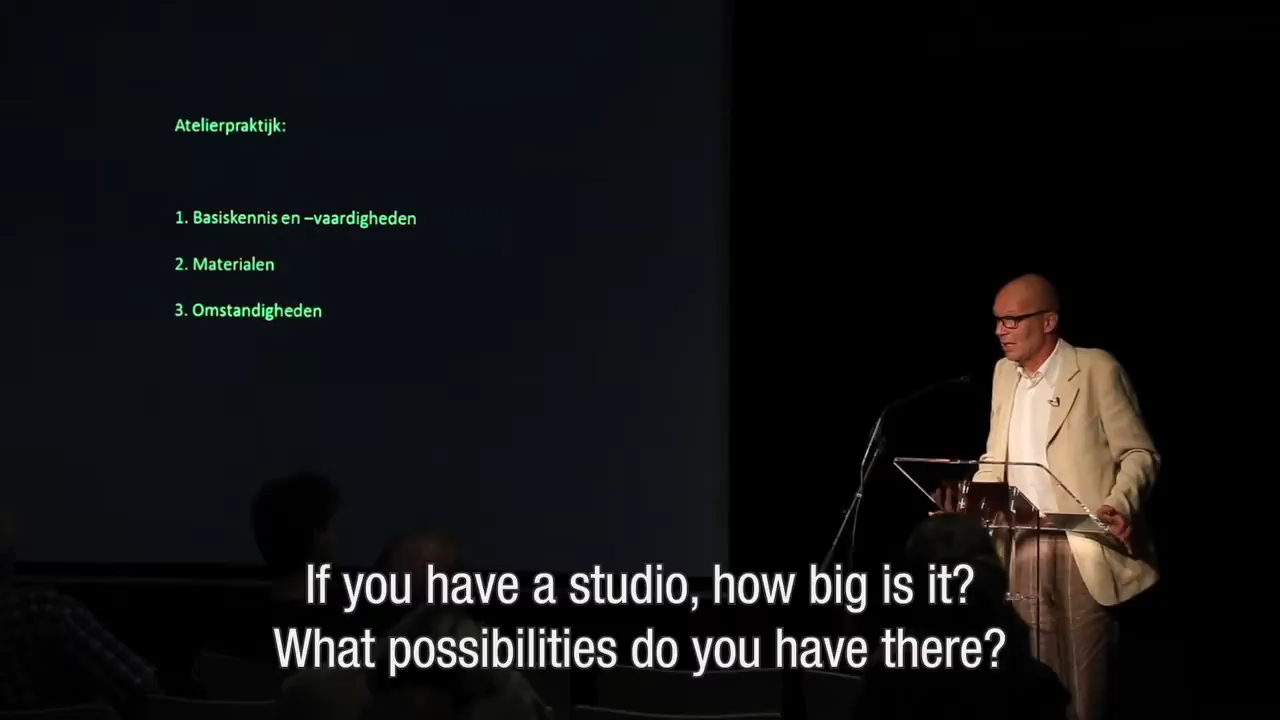 Atelierpraktijk:
1. Basiskennis en –vaardigheden
2. Materialen
3. Omstandigheden
If you have a studio, how big is it?
What possibilities do you have there?